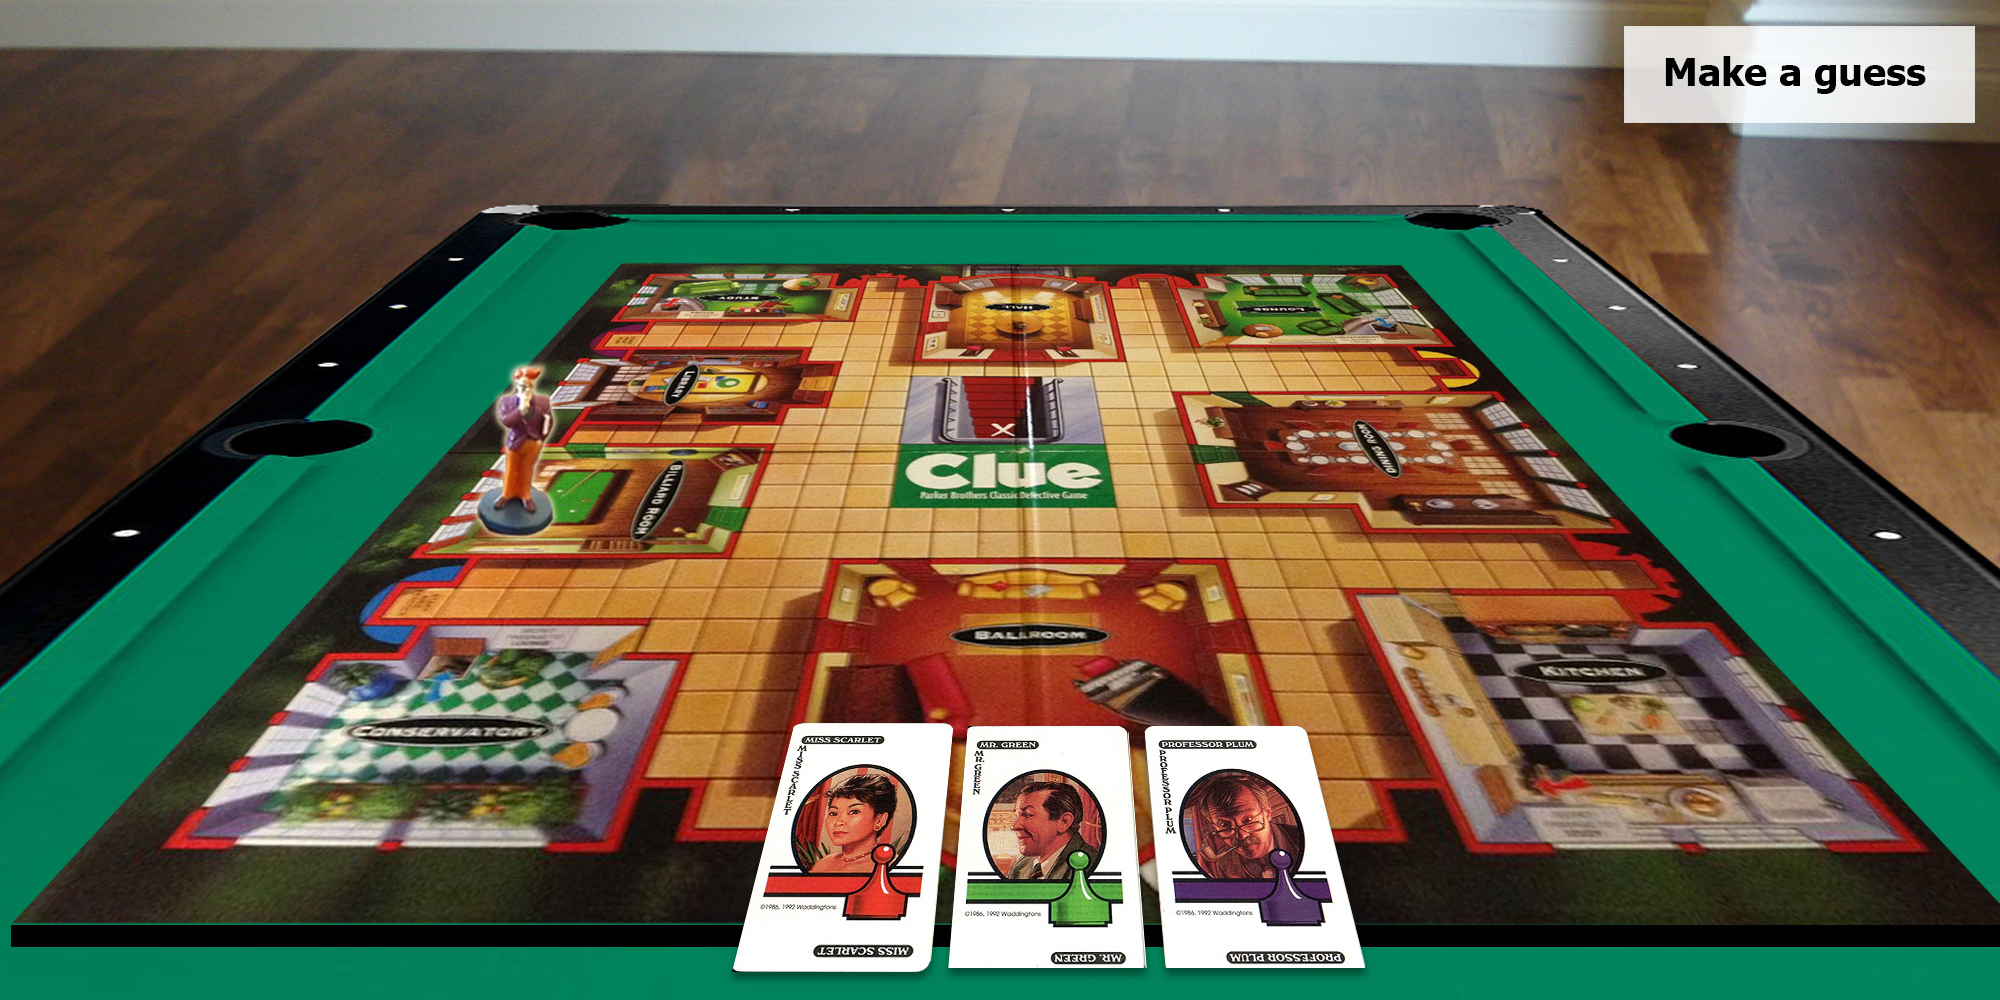 Make a guess
STUDY
HALL
LOUNGE
LIBRARY
X
DINING ROOM
Clue
Parker Brothers Classic Detective Game
BILLIARD ROOM
BALLROOM
KITCHEN
CONSERVATORY
MISS SCARLET
MISS SCARLET
©1986, 1992 Waddingtons
MISS SCARLET
MR. GREEN
MR. GREEN
©1986, 1992 Waddingtons
MR. GREEN
PROFESSOR PLUM
PROFESSOR PLUM
©1986, 1992 Waddingtons
PROFESSOR PLUM